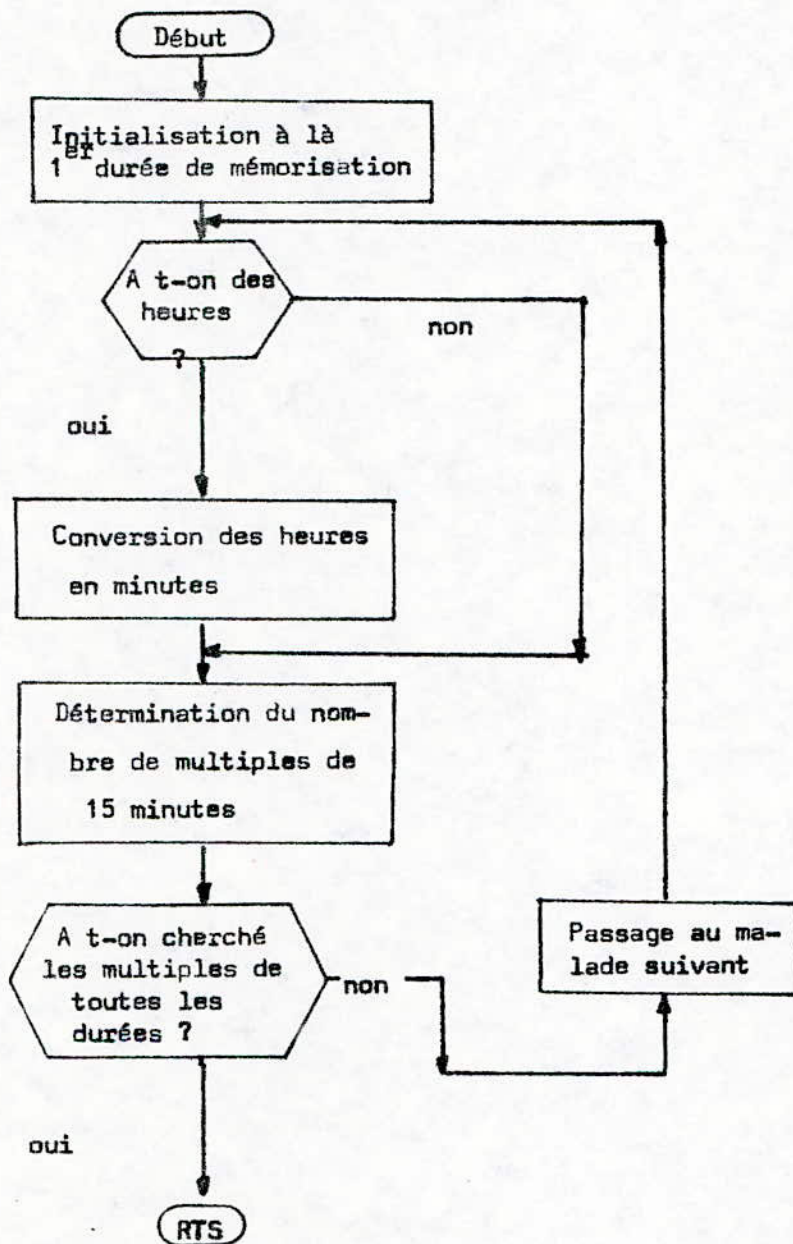 Début
Initialisation à là
1er durée de mémorisation
A t-on des
heures
?
non
oui
Conversion des heures
en minutes
Détermination du nom-
bre de multiples de
15 minutes
A t-on cherché
les multiples de
toutes les
durées ?
non
Passage au ma-
lade suivant
oui
RTS